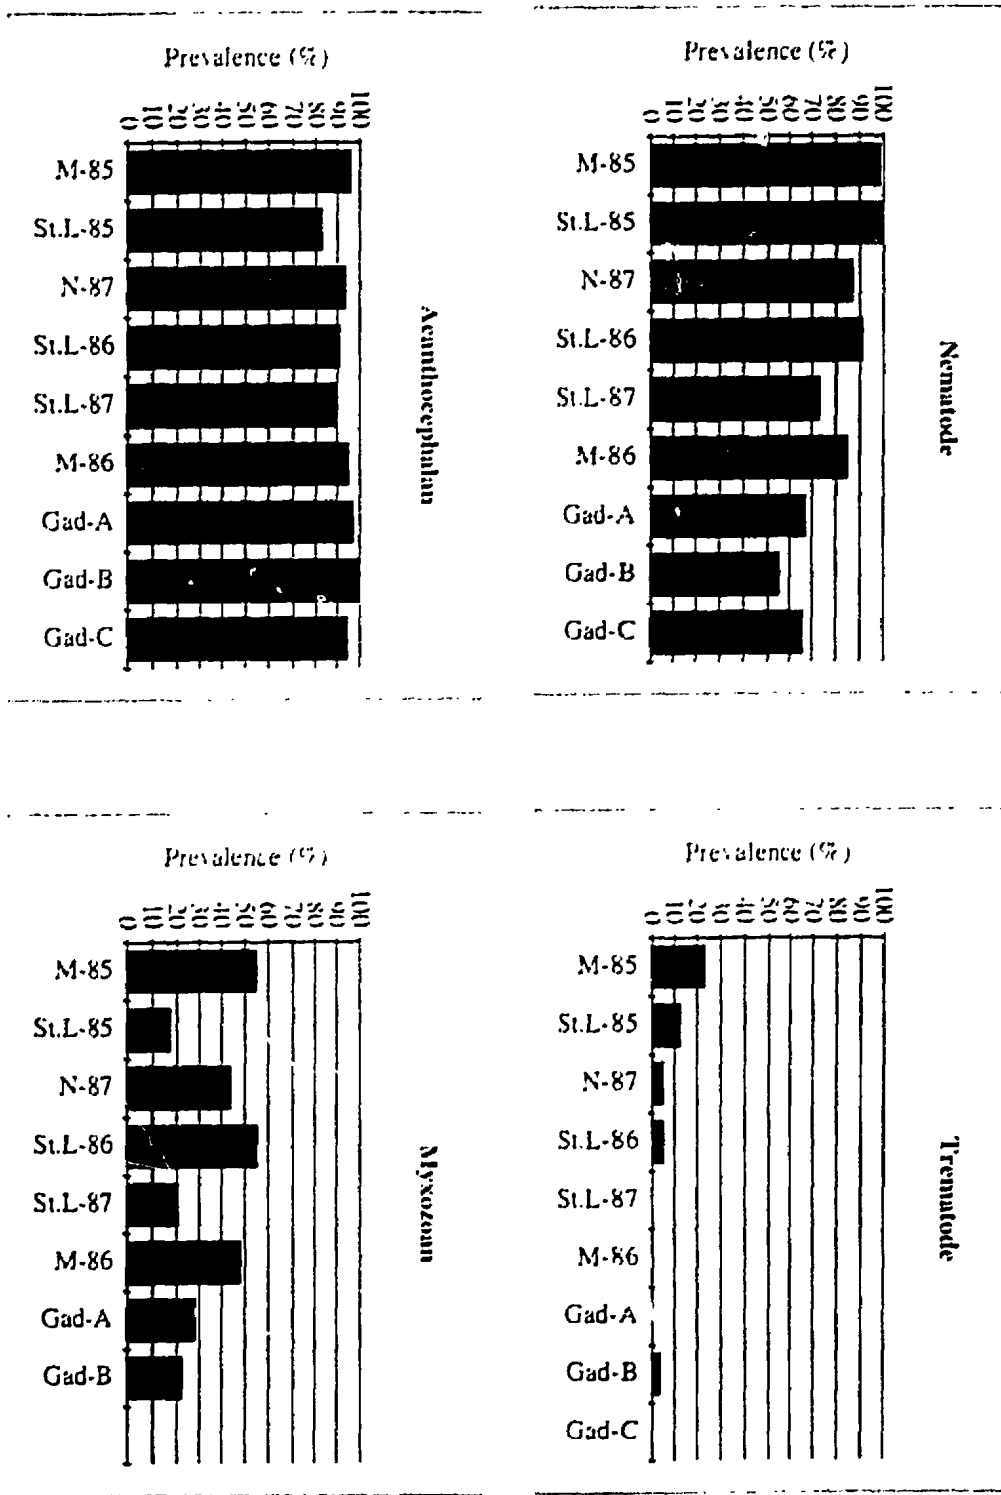 Prevalence (%)
0 10 20 30 40 50 60 70 80 90 100
M-85
St.L-85
N-87
St.L-86
St.L-87
M-86
Gad-A
Gad-B
Gad-C
Acanthocephalan
Prevalence (%)
0 10 20 30 40 50 60 70 80 90 100
M-85
St.L-85
N-87
St.L-86
St.L-87
M-86
Gad-A
Gad-B
Gad-C
Nematode
Prevalence (%)
0 10 20 30 40 50 60 70 80 90 100
M-85
St.L-85
N-87
St.L-86
St.L-87
M-86
Gad-A
Gad-B
Myxozoan
Prevalence (%)
0 10 20 30 40 50 60 70 80 90 100
M-85
St.L-85
N-87
St.L-86
St.L-87
M-86
Gad-A
Gad-B
Gad-C
Trematode